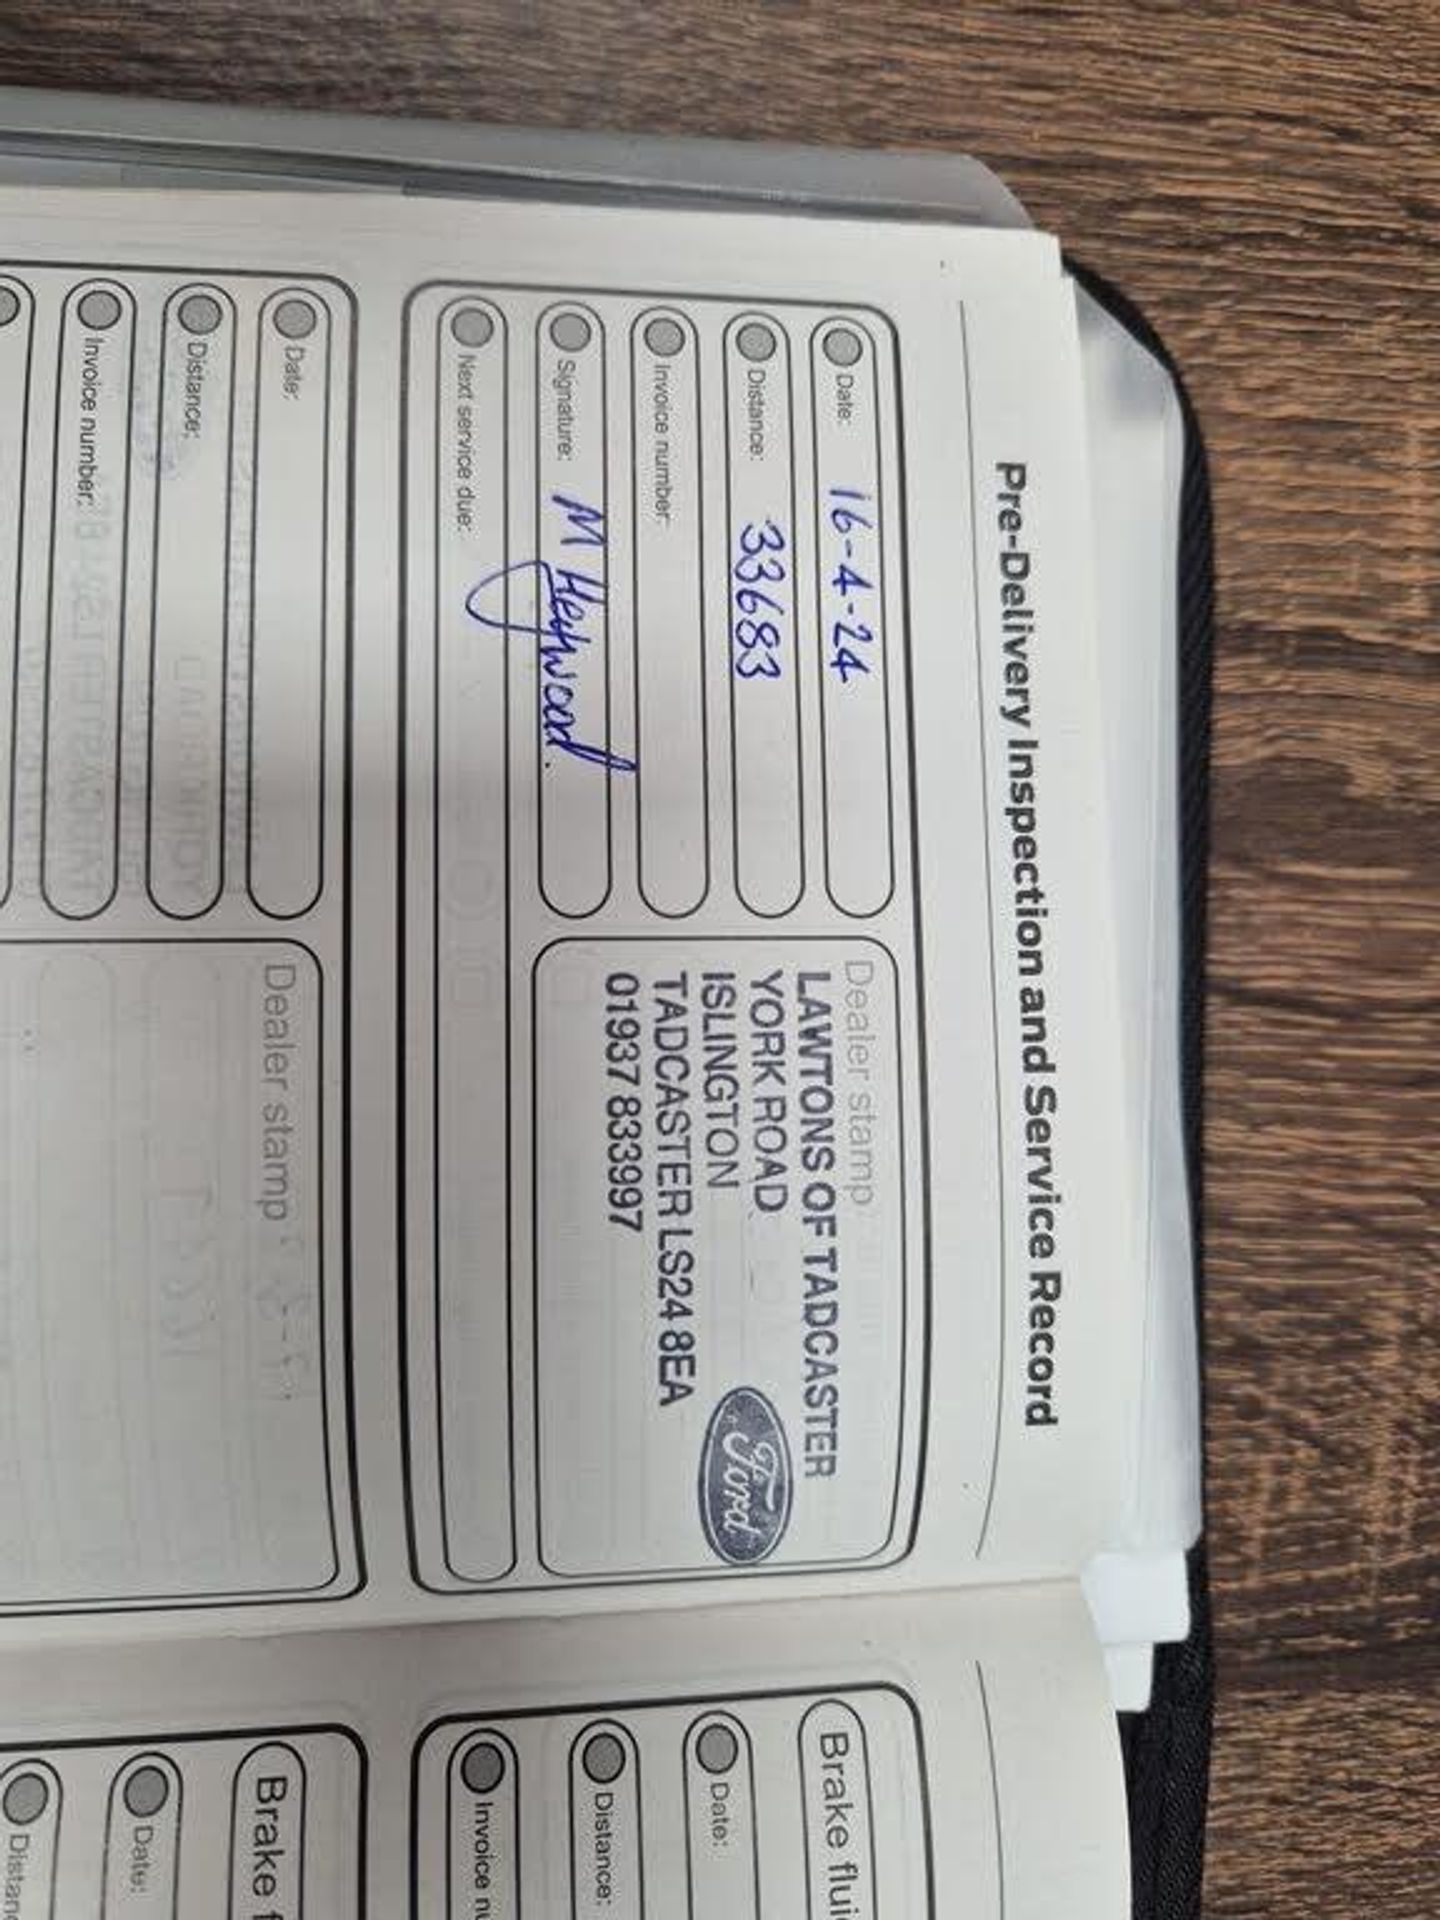 Pre-Delivery Inspection and Service Record
Date: 16-4-24
Distance: 33683
Invoice number:
Signature: M Heywood.
Next service due:
Dealer stamp
LAWTONS OF TADCASTER
YORK ROAD
ISLINGTON
TADCASTER LS24 8EA
01937 833997
Ford
Date:
Distance:
Invoice number:
Dealer stamp
Brake flui
Date:
Distance:
Invoice nu
Brake f
Date:
Distan